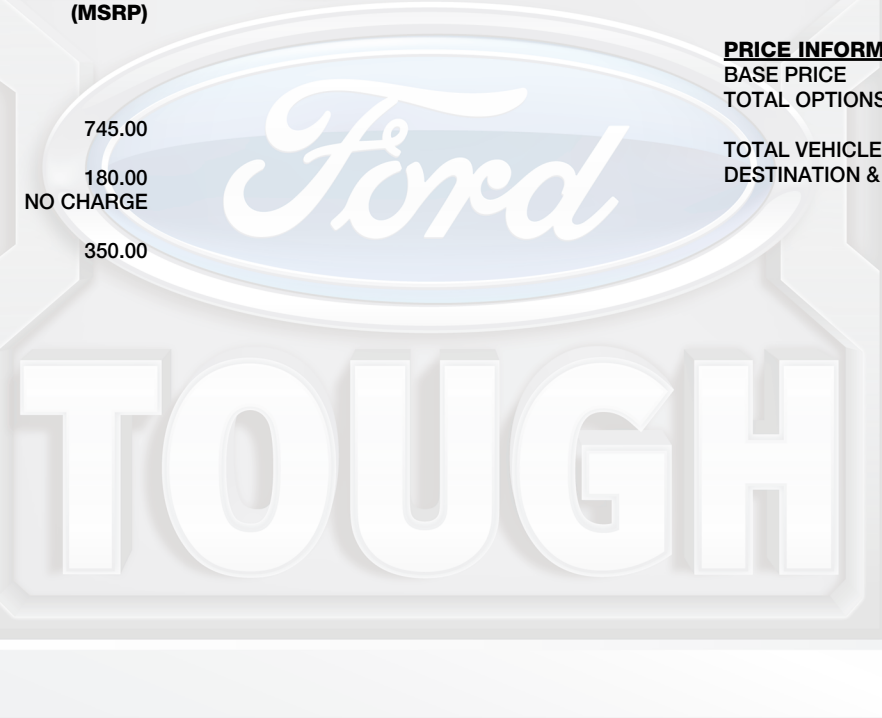 (MSRP)
PRICE INFORM
BASE PRICE
TOTAL OPTIONS
745.00
TOTAL VEHICLE
180.00
DESTINATION &
NO CHARGE
350.00
Ford
TOUGH